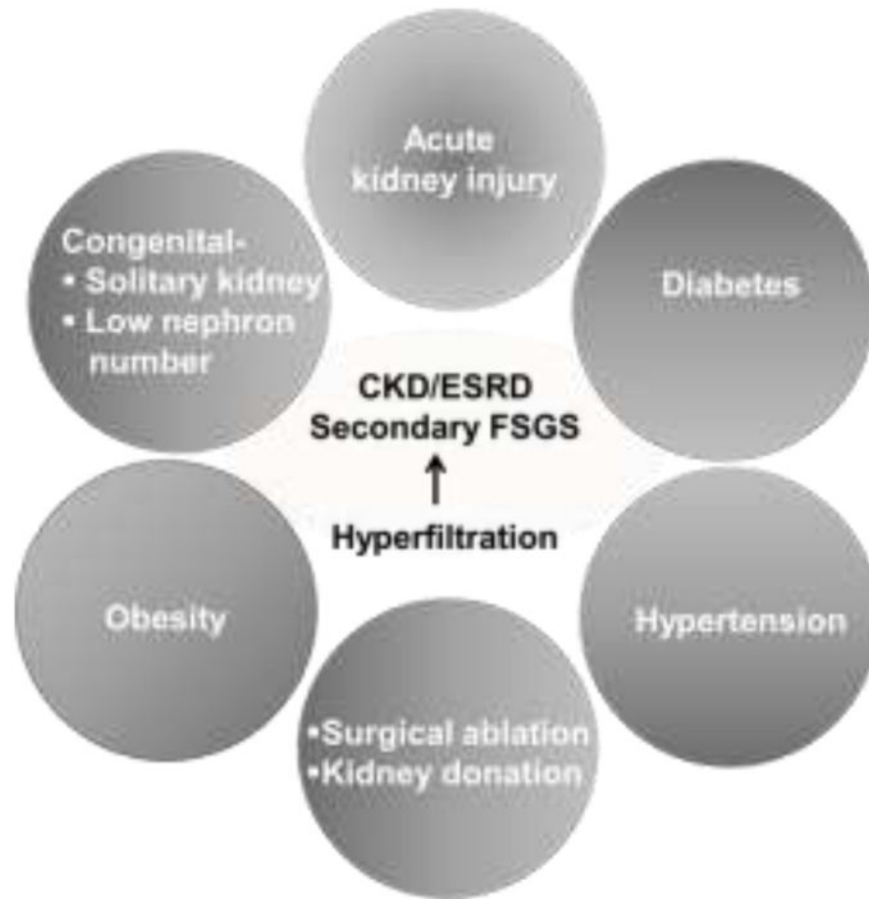 Acute
kidney injury
Congenital-
▪ Solitary kidney
▪ Low nephron
number
Diabetes
CKD/ESRD
Secondary FSGS
↑
Hyperfiltration
Obesity
Hypertension
▪Surgical ablation
▪Kidney donation